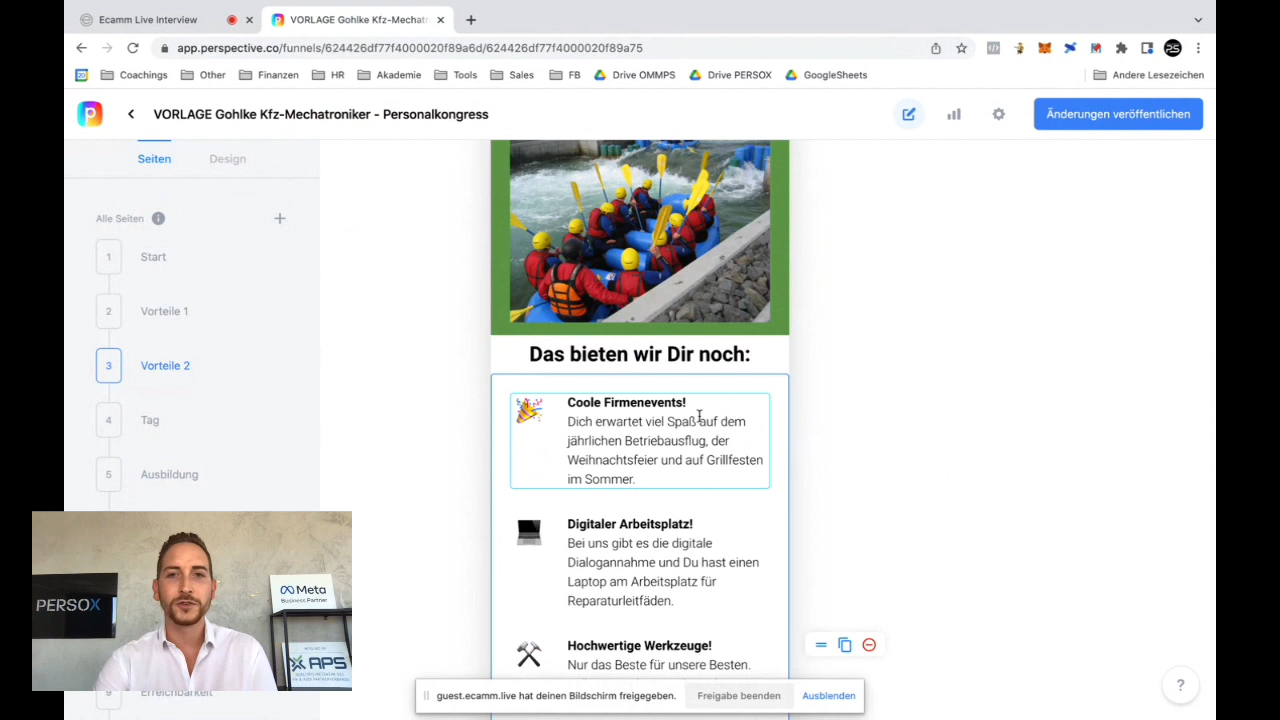 Ecamm Live Interview
VORLAGE Gohlke Kfz-Mechatron
app.perspective.co/funnels/624426df77f4000020f89a6d/624426df77f4000020f89a75
Coachings
Other
Finanzen
HR
Akademie
Tools
Sales
FB
Drive OMMPS
Drive PERSOX
GoogleSheets
Andere Lesezeichen
VORLAGE Gohlke Kfz-Mechatroniker - Personalkongress
Änderungen veröffentlichen
Seiten
Design
Alle Seiten
1 Start
2 Vorteile 1
3 Vorteile 2
4 Tag
5 Ausbildung
9 Erreichbarkeit
Das bieten wir Dir noch:
Coole Firmenevents!
Dich erwartet viel Spaß auf dem
jährlichen Betriebausflug, der
Weihnachtsfeier und auf Grillfesten
im Sommer.
Digitaler Arbeitsplatz!
Bei uns gibt es die digitale
Dialogannahme und Du hast einen
Laptop am Arbeitsplatz für
Reparaturleitfäden.
Hochwertige Werkzeuge!
Nur das Beste für unsere Besten.
guest.ecamm.live hat deinen Bildschirm freigegeben.
Freigabe beenden
Ausblenden
?
PERSOX
Meta
Business Partner
APS